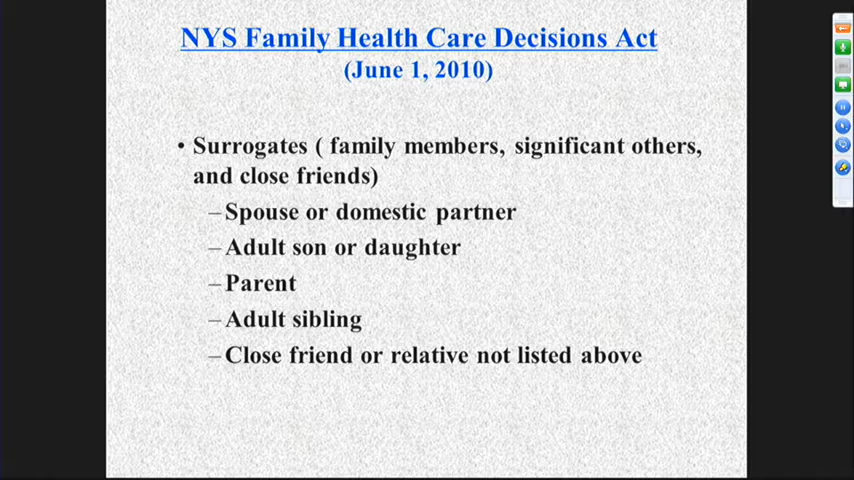 NYS Family Health Care Decisions Act
(June 1, 2010)
• Surrogates ( family members, significant others,
and close friends)
–Spouse or domestic partner
–Adult son or daughter
–Parent
–Adult sibling
–Close friend or relative not listed above